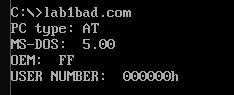 C:\>lab1bad.com
PC type: AT
MS-DOS:  5.00
OEM:  FF
USER NUMBER:  000000h